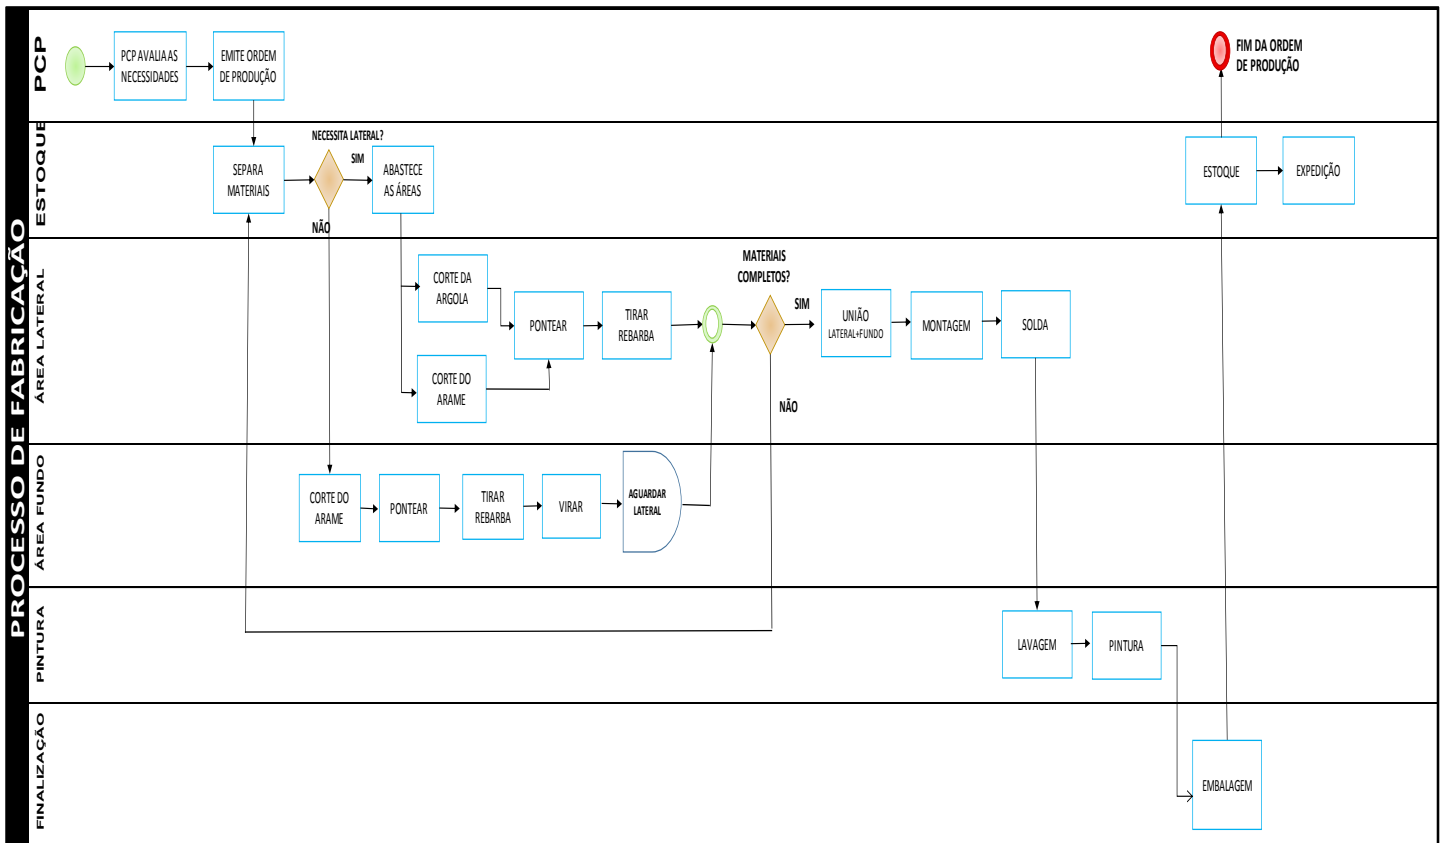 PROCESSO DE FABRICAÇÃO
PCP
PCP AVALIA AS
NECESSIDADES
EMITE ORDEM
DE PRODUÇÃO
FIM DA ORDEM
DE PRODUÇÃO
ESTOQUE
SEPARA
MATERIAIS
NECESSITA LATERAL?
SIM
NÃO
ABASTECE
AS ÁREAS
ESTOQUE
EXPEDIÇÃO
ÁREA LATERAL
CORTE DA
ARGOLA
CORTE DO
ARAME
PONTEAR
TIRAR
REBARBA
MATERIAIS
COMPLETOS?
SIM
NÃO
UNIÃO
LATERAL+FUNDO
MONTAGEM
SOLDA
ÁREA FUNDO
CORTE DO
ARAME
PONTEAR
TIRAR
REBARBA
VIRAR
AGUARDAR
LATERAL
PINTURA
LAVAGEM
PINTURA
FINALIZAÇÃO
EMBALAGEM